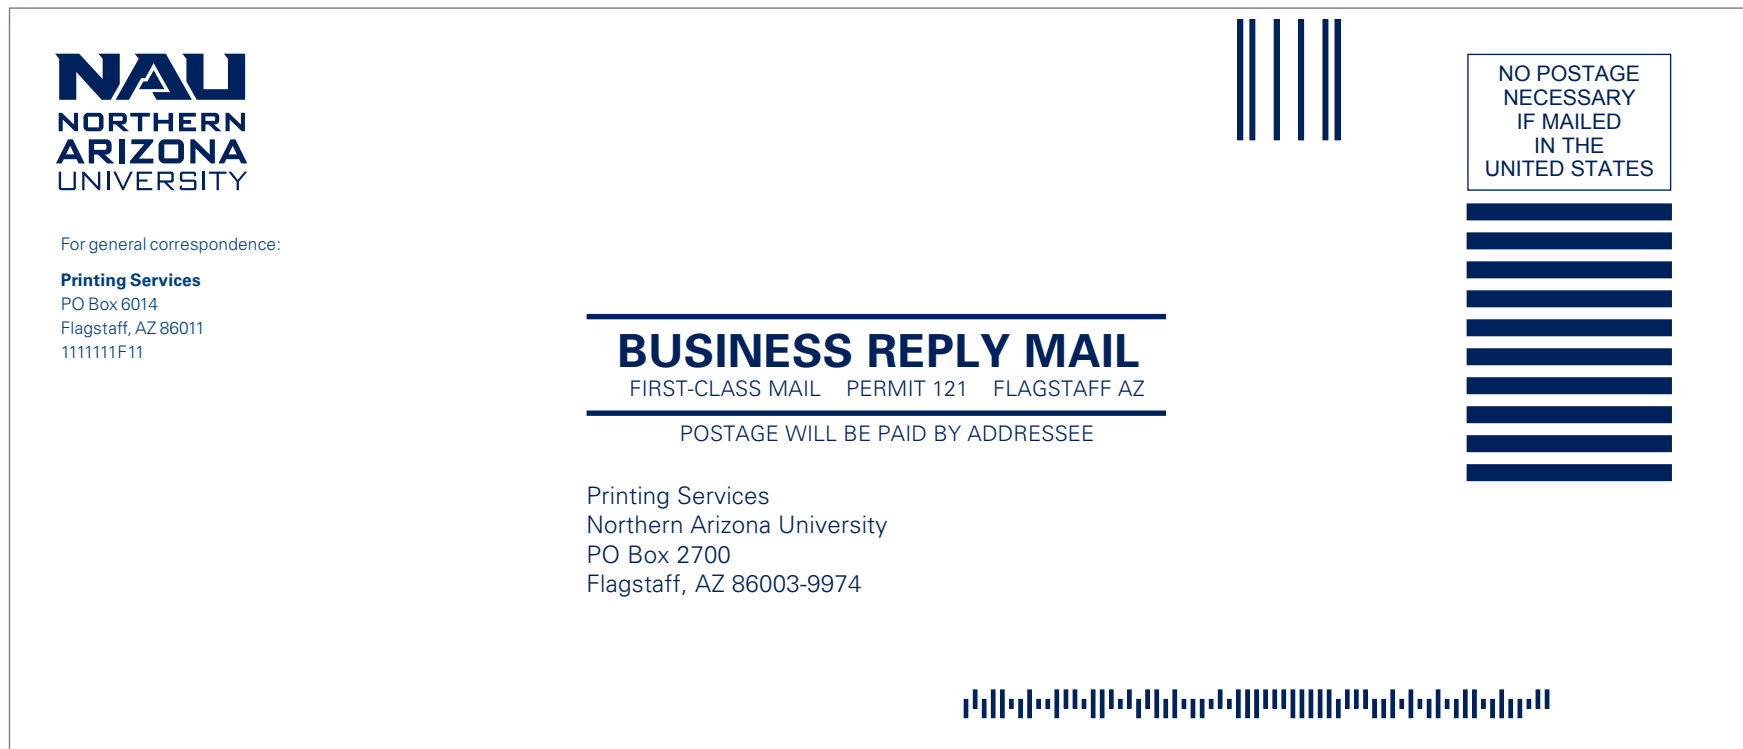 NAU
NORTHERN
ARIZONA
UNIVERSITY
For general correspondence:
Printing Services
PO Box 6014
Flagstaff, AZ 86011
1111111F11
NO POSTAGE
NECESSARY
IF MAILED
IN THE
UNITED STATES
BUSINESS REPLY MAIL
FIRST-CLASS MAIL PERMIT 121 FLAGSTAFF AZ
POSTAGE WILL BE PAID BY ADDRESSEE
Printing Services
Northern Arizona University
PO Box 2700
Flagstaff, AZ 86003-9974